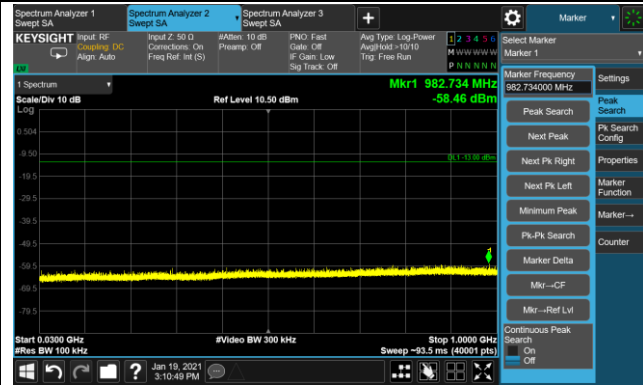 Spectrum Analyzer 1
Swept SA
Spectrum Analyzer 2
Swept SA
Spectrum Analyzer 3
Swept SA
+
Marker
KEYSIGHT
Input: RF
Coupling: DC
Align: Auto
Input Z: 50 Ω
Corrections: On
Freq Ref: Int (S)
#Atten: 10 dB
Preamp: Off
PNO: Fast
Gate: Off
IF Gain: Low
Sig Track: Off
Avg Type: Log-Power
Avg|Hold:>10/10
Trig: Free Run
1 2 3 4 5 6
M W W W W W
P N N N N N
Select Marker
Marker 1
1 Spectrum
Scale/Div 10 dB
Log
Ref Level 10.50 dBm
Mkr1 982.734 MHz
-58.46 dBm
0.504
-9.50
-19.5
-29.5
-39.5
-49.5
-59.5
-69.5
-79.5
DL1 -13.00 dBm
1
Start 0.0300 GHz
#Res BW 100 kHz
#Video BW 300 kHz
Stop 1.0000 GHz
Sweep ~93.5 ms (40001 pts)
Marker Frequency
982.734000 MHz
Peak Search
Next Peak
Next Pk Right
Next Pk Left
Minimum Peak
Pk-Pk Search
Marker Delta
Mkr→CF
Mkr→Ref Lvl
Continuous Peak
Search
On
Off
Settings
Peak
Search
Pk Search
Config
Properties
Marker
Function
Marker→
Counter
?
Jan 19, 2021
3:10:49 PM